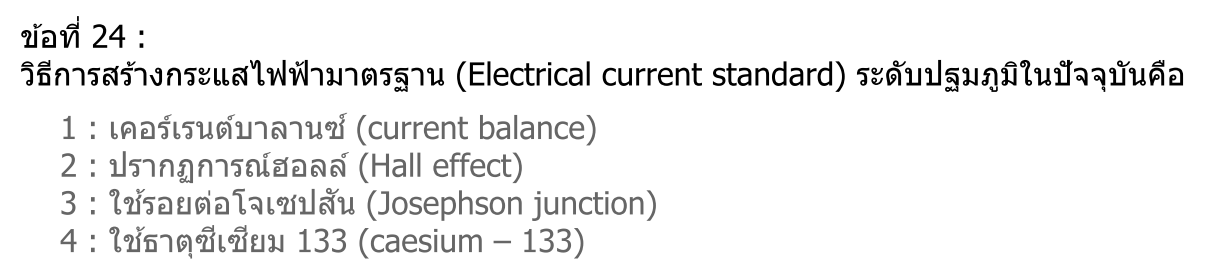 ข้อที่ 24 :
วิธีการสร้างกระแสไฟฟ้ามาตรฐาน (Electrical current standard) ระดับปฐมภูมิในปัจจุบันคือ
1 : เคอร์เรนต์บาลานซ์ (current balance)
2 : ปรากฏการณ์ฮอลล์ (Hall effect)
3 : ใช้รอยต่อโจเซปสัน (Josephson junction)
4 : ใช้ธาตุซีเซียม 133 (caesium – 133)